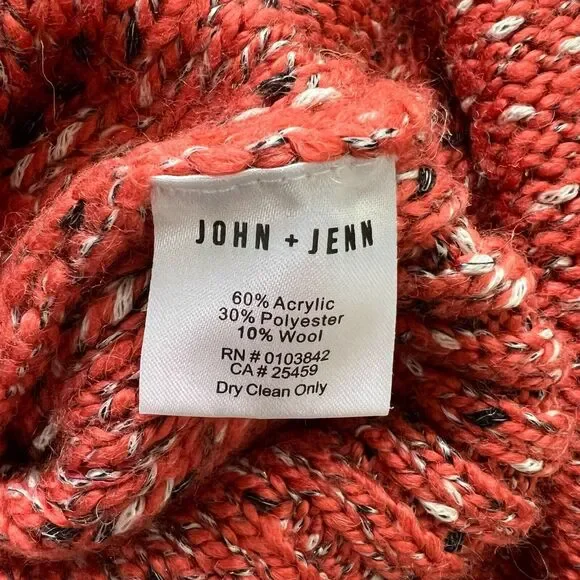 JOHN + JENN
60% Acrylic
30% Polyester
10% Wool
RN # 0103842
CA # 25459
Dry Clean Only